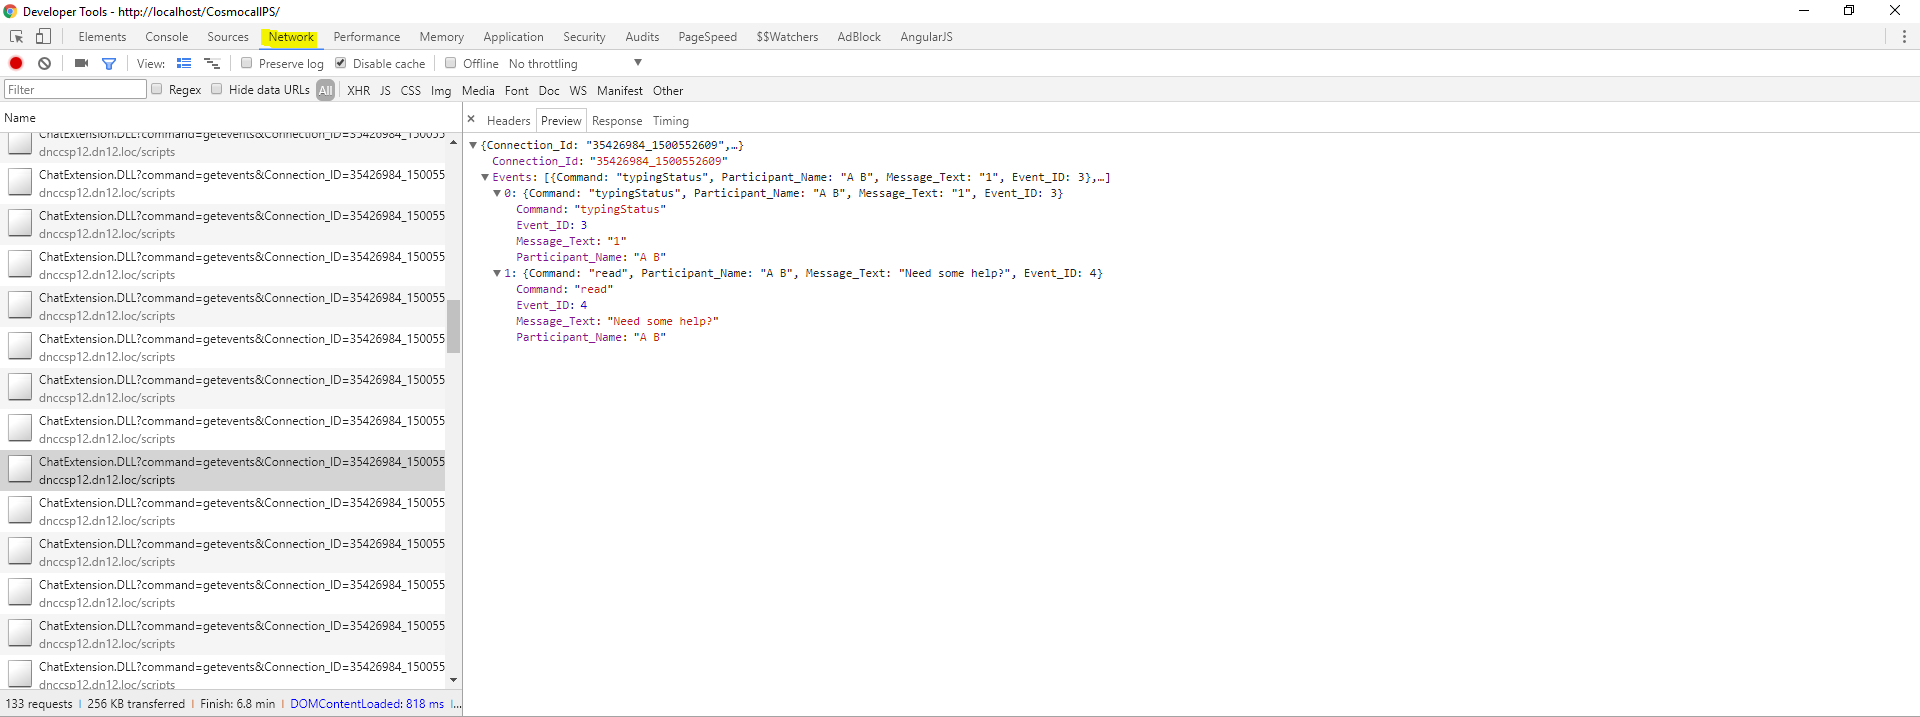 Developer Tools - http://localhost/CosmocallPS/
Elements Console Sources Network Performance Memory Application Security Audits PageSpeed $$Watchers AdBlock AngularJS
View: Preserve log Disable cache Offline No throttling
Filter Regex Hide data URLs All XHR JS CSS Img Media Font Doc WS Manifest Other
Name
ChatExtension.DLL?command=getevents&Connection_ID=35426984_150055
dnccsp12.dn12.loc/scripts
ChatExtension.DLL?command=getevents&Connection_ID=35426984_150055
dnccsp12.dn12.loc/scripts
ChatExtension.DLL?command=getevents&Connection_ID=35426984_150055
dnccsp12.dn12.loc/scripts
ChatExtension.DLL?command=getevents&Connection_ID=35426984_150055
dnccsp12.dn12.loc/scripts
ChatExtension.DLL?command=getevents&Connection_ID=35426984_150055
dnccsp12.dn12.loc/scripts
ChatExtension.DLL?command=getevents&Connection_ID=35426984_150055
dnccsp12.dn12.loc/scripts
ChatExtension.DLL?command=getevents&Connection_ID=35426984_150055
dnccsp12.dn12.loc/scripts
ChatExtension.DLL?command=getevents&Connection_ID=35426984_150055
dnccsp12.dn12.loc/scripts
ChatExtension.DLL?command=getevents&Connection_ID=35426984_150055
dnccsp12.dn12.loc/scripts
ChatExtension.DLL?command=getevents&Connection_ID=35426984_150055
dnccsp12.dn12.loc/scripts
ChatExtension.DLL?command=getevents&Connection_ID=35426984_150055
dnccsp12.dn12.loc/scripts
ChatExtension.DLL?command=getevents&Connection_ID=35426984_150055
dnccsp12.dn12.loc/scripts
ChatExtension.DLL?command=getevents&Connection_ID=35426984_150055
dnccsp12.dn12.loc/scripts
ChatExtension.DLL?command=getevents&Connection_ID=35426984_150055
dnccsp12.dn12.loc/scripts
133 requests | 256 KB transferred | Finish: 6.8 min | DOMContentLoaded: 818 ms |...
× Headers Preview Response Timing
{Connection_Id: "35426984_1500552609",…}
Connection_Id: "35426984_1500552609"
Events: [{Command: "typingStatus", Participant_Name: "A B", Message_Text: "1", Event_ID: 3},…]
0: {Command: "typingStatus", Participant_Name: "A B", Message_Text: "1", Event_ID: 3}
Command: "typingStatus"
Event_ID: 3
Message_Text: "1"
Participant_Name: "A B"
1: {Command: "read", Participant_Name: "A B", Message_Text: "Need some help?", Event_ID: 4}
Command: "read"
Event_ID: 4
Message_Text: "Need some help?"
Participant_Name: "A B"